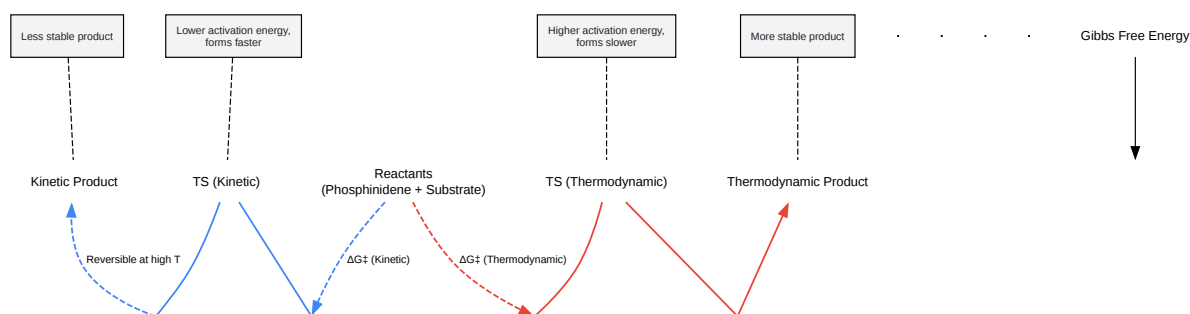 Less stable product
Lower activation energy,
forms faster
Higher activation energy,
forms slower
More stable product
. . . .
Gibbs Free Energy
Kinetic Product
TS (Kinetic)
Reactants
(Phosphinidene + Substrate)
TS (Thermodynamic)
Thermodynamic Product
Reversible at high T
ΔG‡ (Kinetic)
ΔG‡ (Thermodynamic)